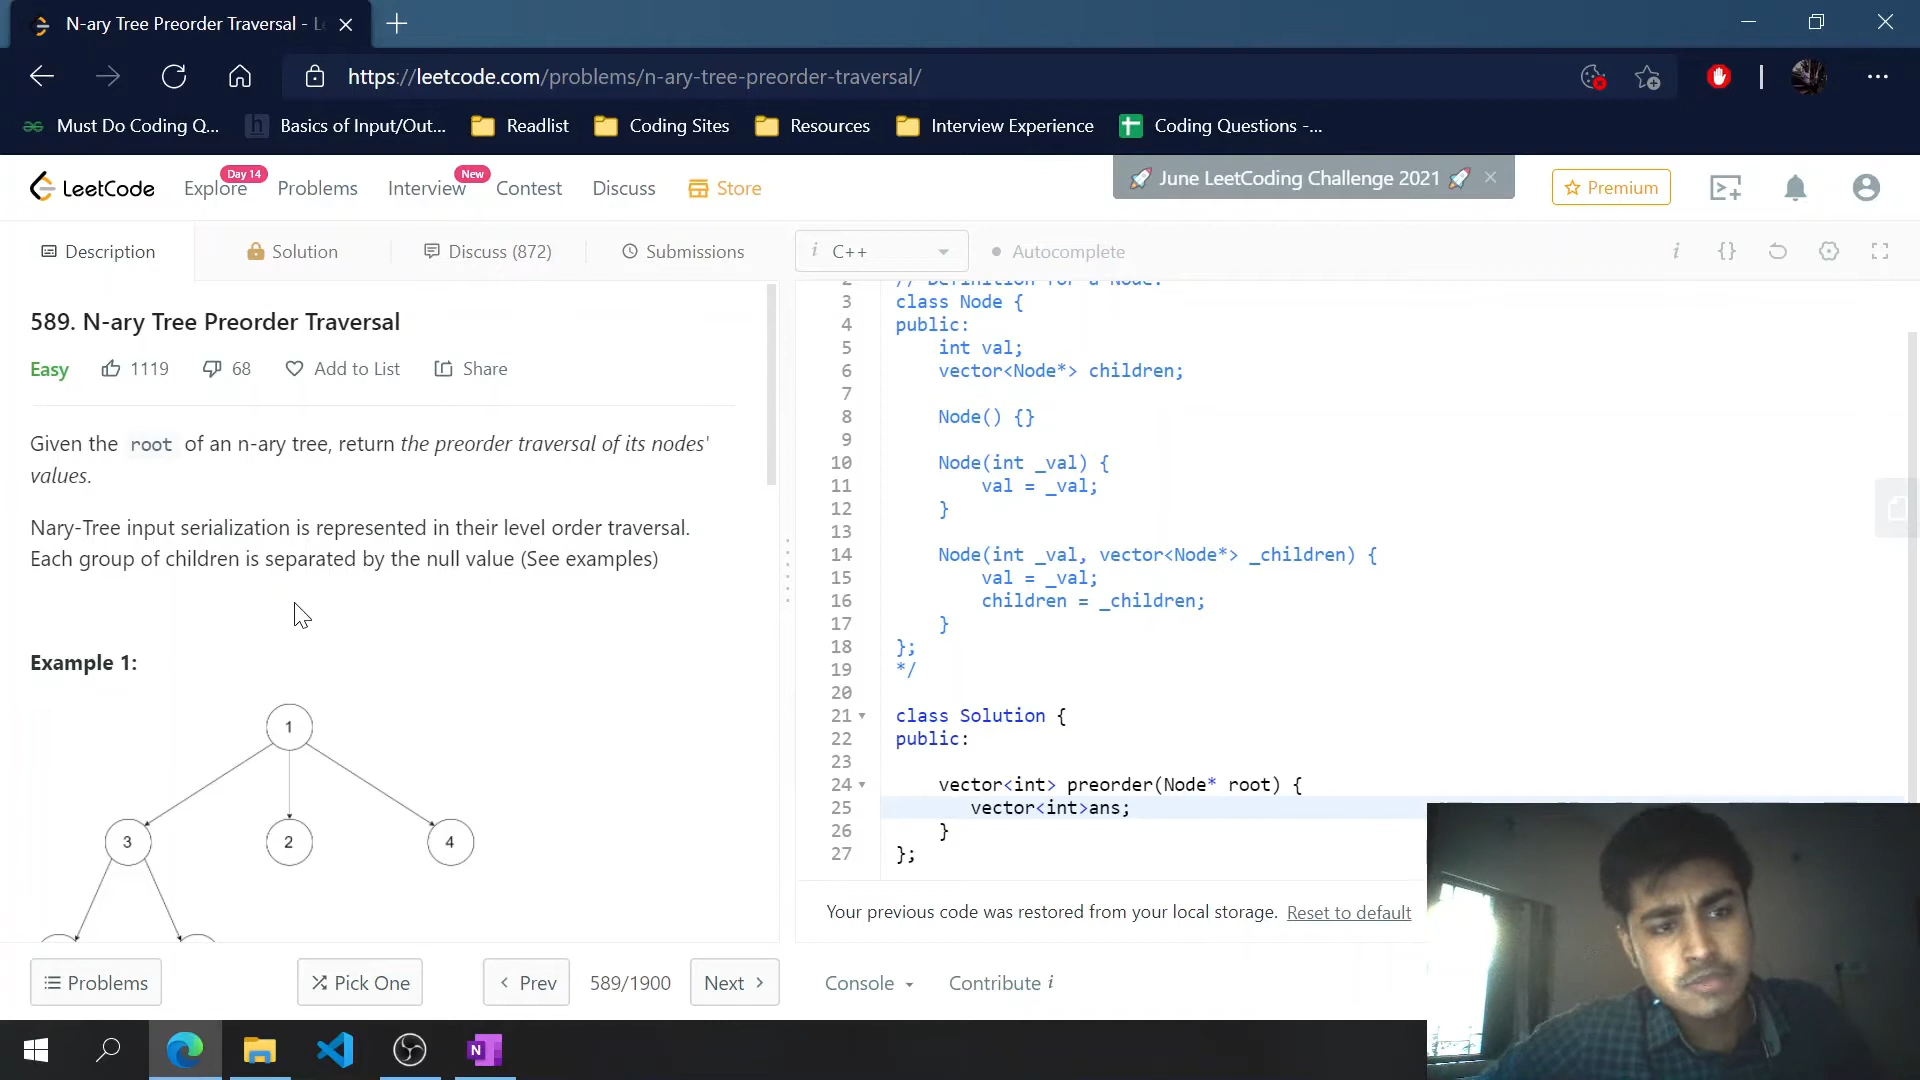 N-ary Tree Preorder Traversal - Le
https://leetcode.com/problems/n-ary-tree-preorder-traversal/
Must Do Coding Q...
Basics of Input/Out...
Readlist
Coding Sites
Resources
Interview Experience
Coding Questions -...
LeetCode
Explore
Day 14
Problems
Interview
New
Contest
Discuss
Store
🚀 June LeetCoding Challenge 2021 🚀
Premium
Description
Solution
Discuss (872)
Submissions
i C++
Autocomplete
589. N-ary Tree Preorder Traversal
Easy 1119 68 Add to List Share
Given the root of an n-ary tree, return the preorder traversal of its nodes'
values.
Nary-Tree input serialization is represented in their level order traversal.
Each group of children is separated by the null value (See examples)
Example 1:
1
3 2 4
2 // Definition for a Node.
3 class Node {
4 public:
5 int val;
6 vector<Node*> children;
7
8 Node() {}
9
10 Node(int _val) {
11 val = _val;
12 }
13
14 Node(int _val, vector<Node*> _children) {
15 val = _val;
16 children = _children;
17 }
18 };
19 */
20
21 class Solution {
22 public:
23
24 vector<int> preorder(Node* root) {
25 vector<int>ans;
26 }
27 };
Your previous code was restored from your local storage. Reset to default
Problems
Pick One
Prev
589/1900
Next
Console
Contribute i